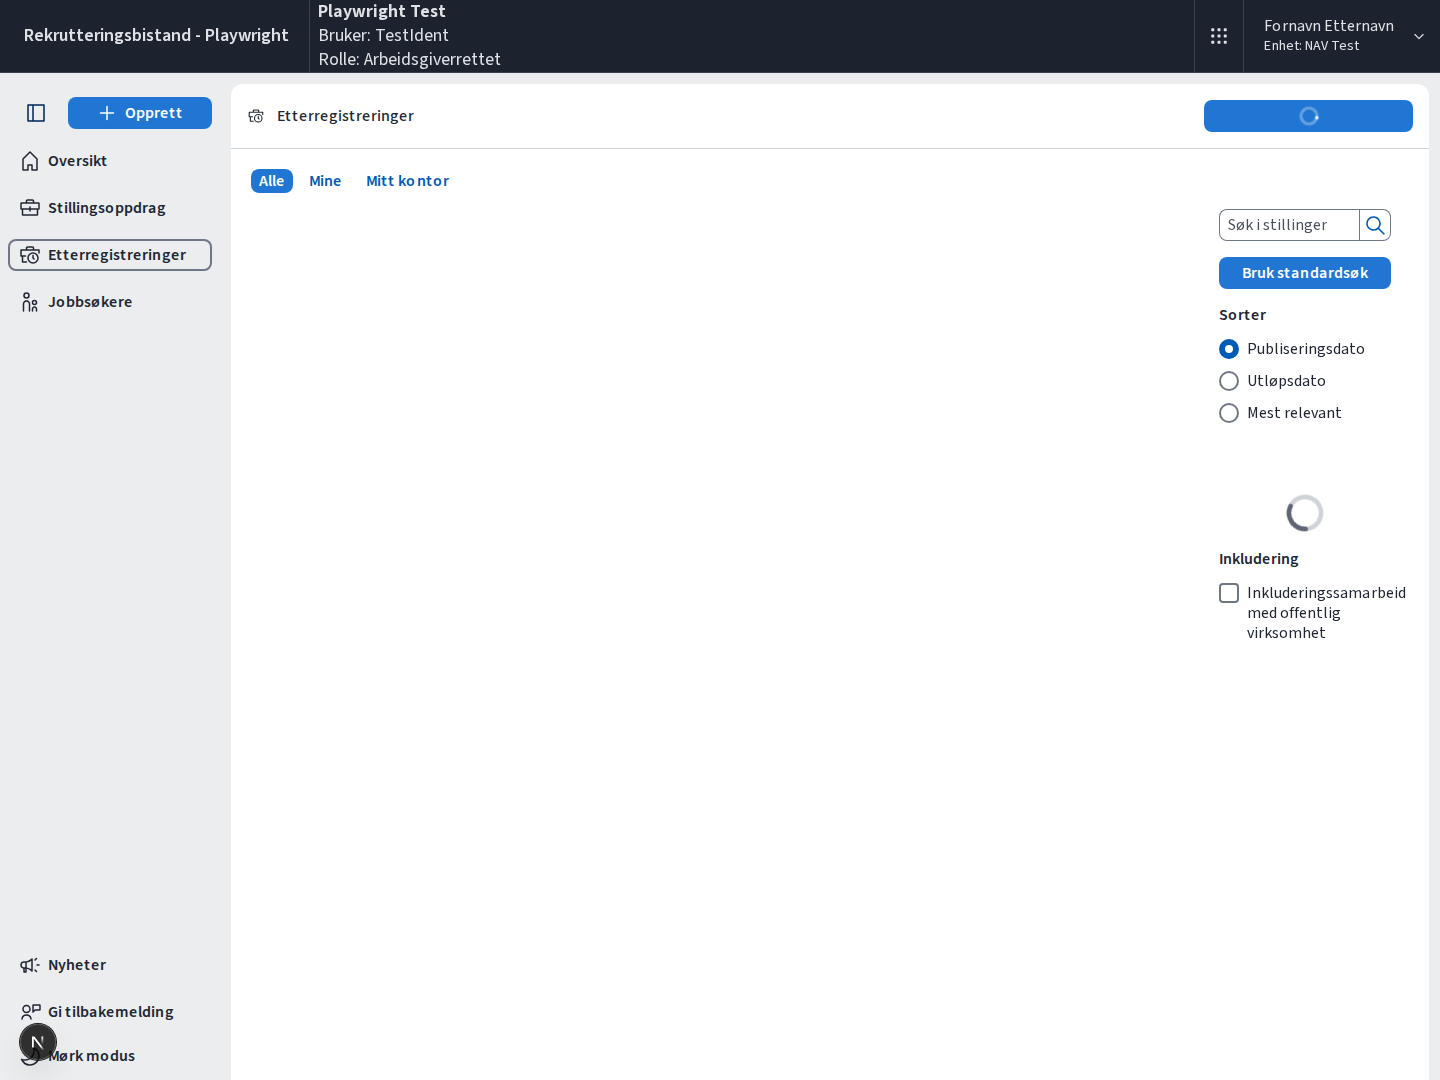 Rekrutteringsbistand - Playwright
Playwright Test
Bruker: TestIdent
Rolle: Arbeidsgiverrettet
Fornavn Etternavn
Enhet: NAV Test
Opprett
Oversikt
Stillingsoppdrag
Etterregistreringer
Jobbsøkere
Nyheter
Gi tilbakemelding
Mørk modus
N
Etterregistreringer
Alle
Mine
Mitt kontor
Søk i stillinger
Bruk standardsøk
Sorter
Publiseringsdato
Utløpsdato
Mest relevant
Inkludering
Inkluderingssamarbeid
med offentlig
virksomhet